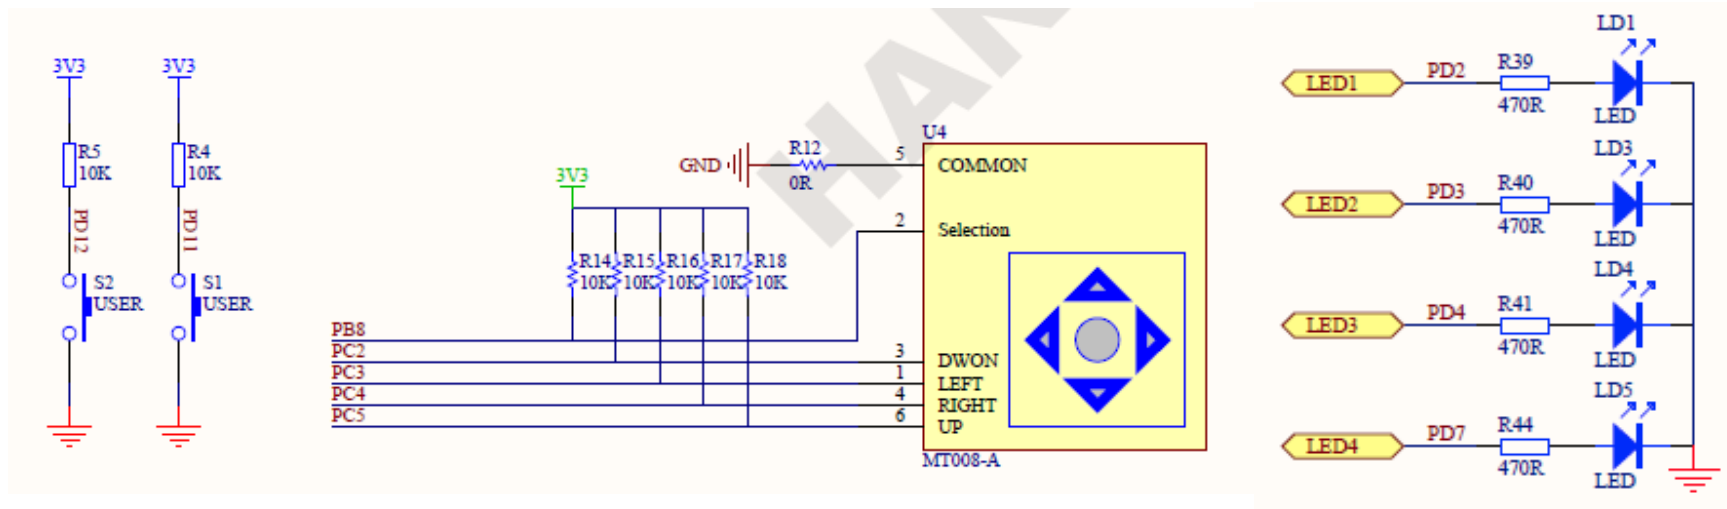 3V3
3V3
R5
10K
R4
10K
PD12
PD11
S2
USER
S1
USER
3V3
GND
R12
0R
U4
5
COMMON
2
Selection
R14
10K
R15
10K
R16
10K
R17
10K
R18
10K
PB8
PC2
PC3
PC4
PC5
3
DWON
1
LEFT
4
RIGHT
6
UP
MT008-A
HAN
LD1
LED1
PD2
R39
470R
LED
LD3
LED2
PD3
R40
470R
LED
LD4
LED3
PD4
R41
470R
LED
LD5
LED4
PD7
R44
470R
LED